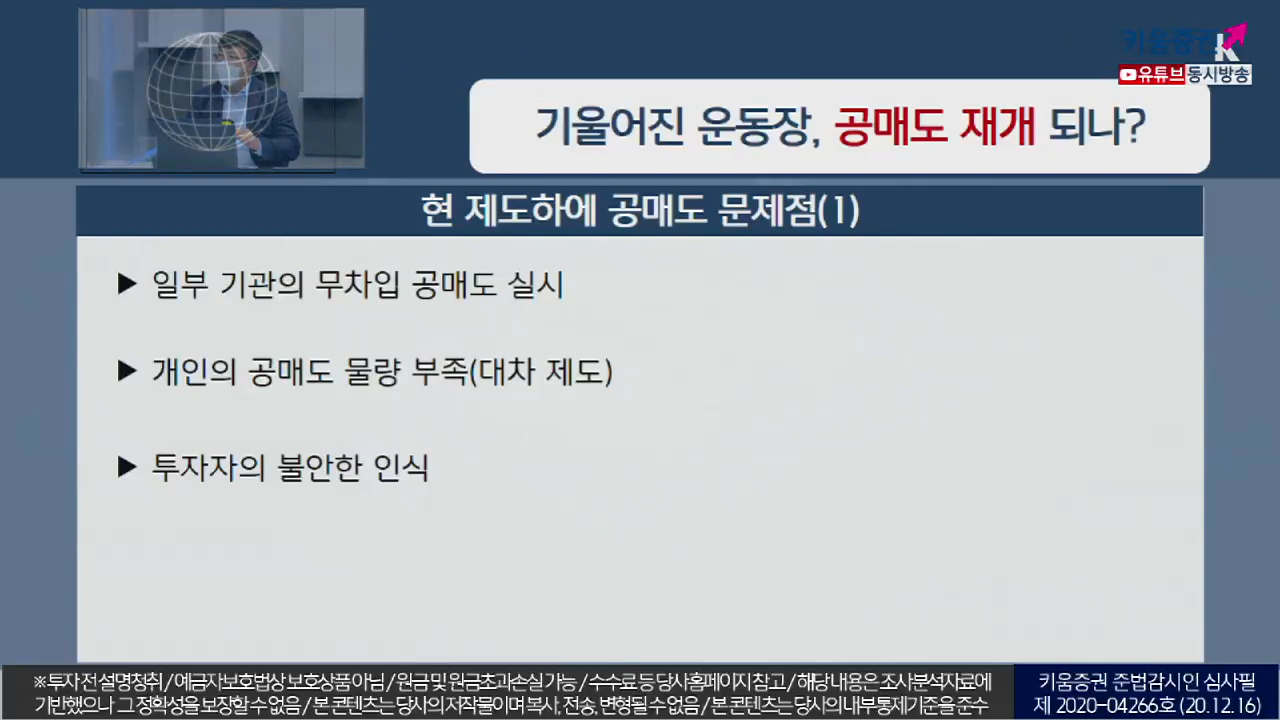 키움증권
유튜브동시방송
기울어진 운동장, 공매도 재개 되나?
현 제도하에 공매도 문제점(1)
▶ 일부 기관의 무차입 공매도 실시
▶ 개인의 공매도 물량 부족(대차 제도)
▶ 투자자의 불안한 인식
※투자 전 설명청취 / 예금자보호법상 보호상품 아님 / 원금 및 원금초과손실 가능 / 수수료 등 당사홈페이지 참고 / 해당 내용은 조사분석자료에
기반했으나 그 정확성을 보장할 수 없음 / 본 콘텐츠는 당사의 저작물이며 복사, 전송, 변형될 수 없음 / 본 콘텐츠는 당사의 내부통제기준을 준수
키움증권 준법감시인 심사필
제 2020-04266호 (20.12.16)